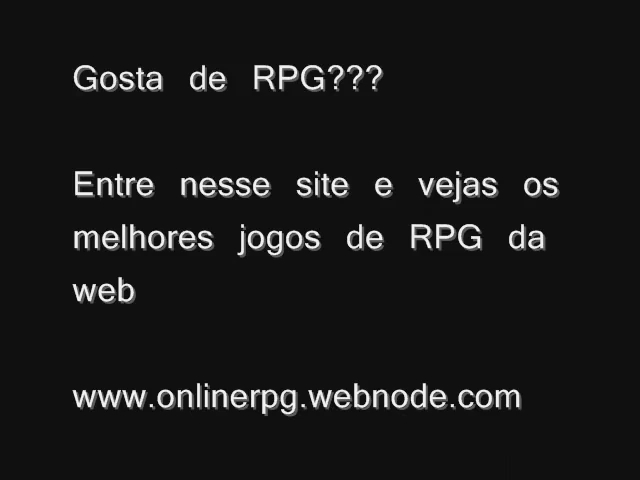 Gosta de RPG???
Entre nesse site e vejas os
melhores jogos de RPG da
web
www.onlinerpg.webnode.com